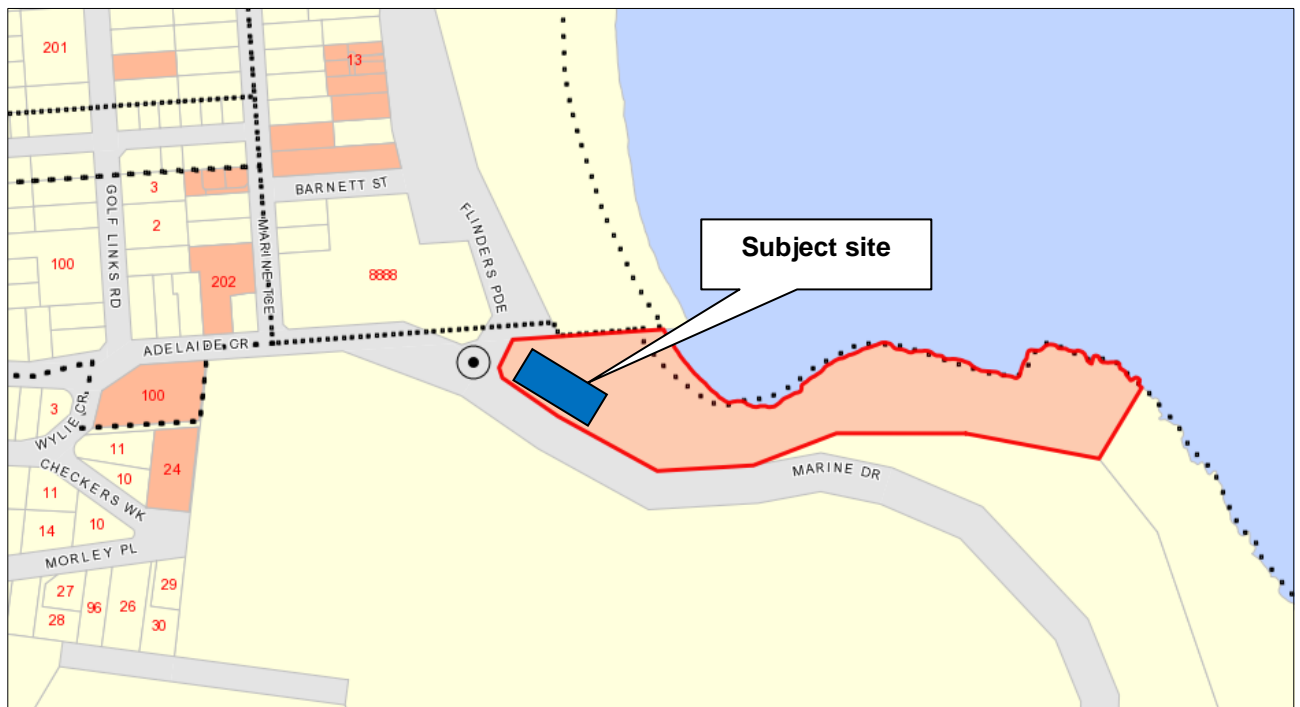 201
13
3
2
100
202
8888
GOLF LINKS RD
MARINE TCE
BARNETT ST
FLINDERS PDE
Subject site
ADELAIDE CR
100
3
WYLIE CR
11
24
10
CHECKERS WK
11
10
14
MORLEY PL
MARINE DR
27
29
96
26
28
30